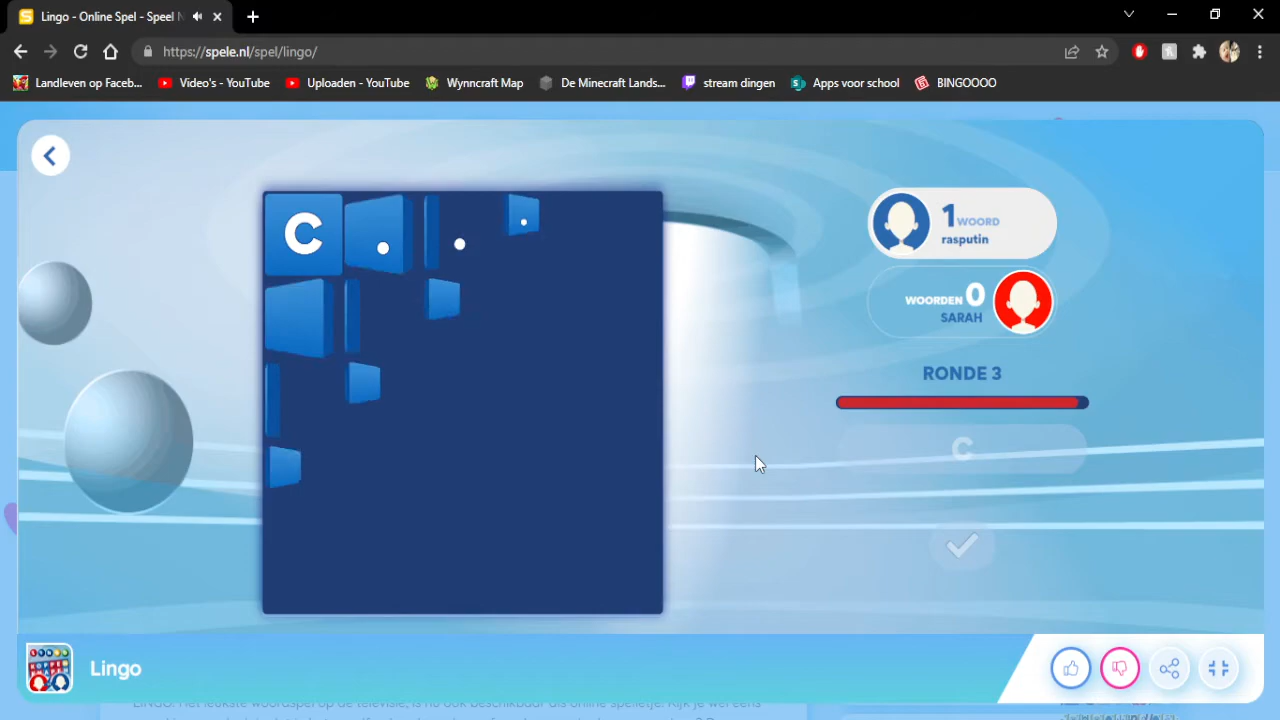 Lingo - Online Spel - Speel N
https://spele.nl/spel/lingo/
Landleven op Faceb...
Video's - YouTube
Uploaden - YouTube
Wynncraft Map
De Minecraft Lands...
stream dingen
Apps voor school
BINGOOOO
C
1 WOORD
rasputin
WOORDEN 0
SARAH
RONDE 3
C
Lingo